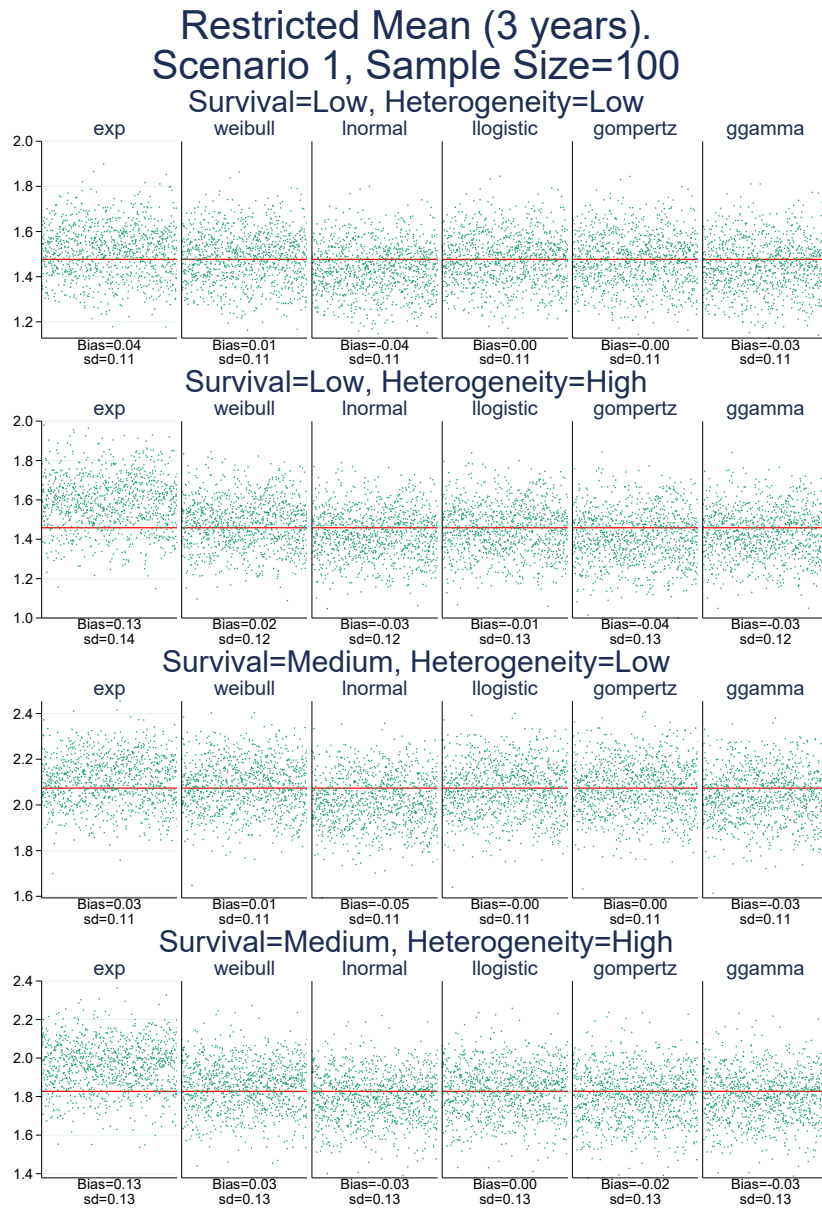 Restricted Mean (3 years).
Scenario 1, Sample Size=100
Survival=Low, Heterogeneity=Low
exp weibull lnormal llogistic gompertz ggamma
2.0
1.8
1.6
1.4
1.2
Bias=0.04 Bias=0.01 Bias=-0.04 Bias=0.00 Bias=-0.00 Bias=-0.03
sd=0.11 sd=0.11 sd=0.11 sd=0.11 sd=0.11 sd=0.11
Survival=Low, Heterogeneity=High
exp weibull lnormal llogistic gompertz ggamma
2.0
1.8
1.6
1.4
1.2
1.0
Bias=0.13 Bias=0.02 Bias=-0.03 Bias=-0.01 Bias=-0.04 Bias=-0.03
sd=0.14 sd=0.12 sd=0.12 sd=0.13 sd=0.13 sd=0.12
Survival=Medium, Heterogeneity=Low
exp weibull lnormal llogistic gompertz ggamma
2.4
2.2
2.0
1.8
1.6
Bias=0.03 Bias=0.01 Bias=-0.05 Bias=-0.00 Bias=0.00 Bias=-0.03
sd=0.11 sd=0.11 sd=0.11 sd=0.11 sd=0.11 sd=0.11
Survival=Medium, Heterogeneity=High
exp weibull lnormal llogistic gompertz ggamma
2.4
2.2
2.0
1.8
1.6
1.4
Bias=0.13 Bias=0.03 Bias=-0.03 Bias=0.00 Bias=-0.02 Bias=-0.03
sd=0.13 sd=0.13 sd=0.13 sd=0.13 sd=0.13 sd=0.13